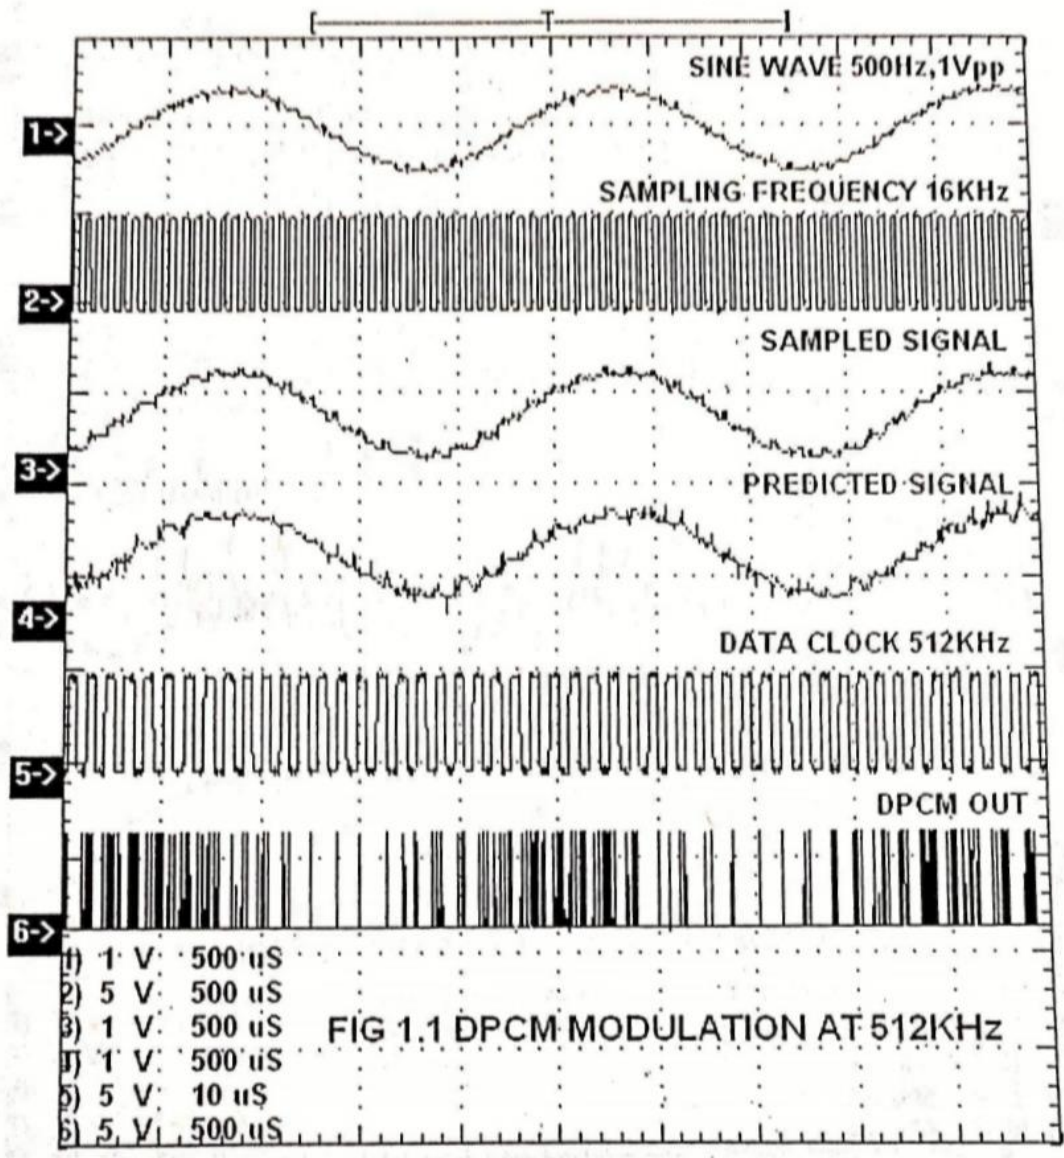 T
SINE WAVE 500Hz,1Vpp
1->
SAMPLING FREQUENCY 16KHz
2->
SAMPLED SIGNAL
3->
PREDICTED SIGNAL
4->
DATA CLOCK 512KHz
5->
DPCM OUT
6->
1) 1 V 500 uS
2) 5 V 500 uS
3) 1 V 500 uS
FIG 1.1 DPCM MODULATION AT 512KHz
4) 1 V 500 uS
5) 5 V 10 uS
6) 5 V 500 uS